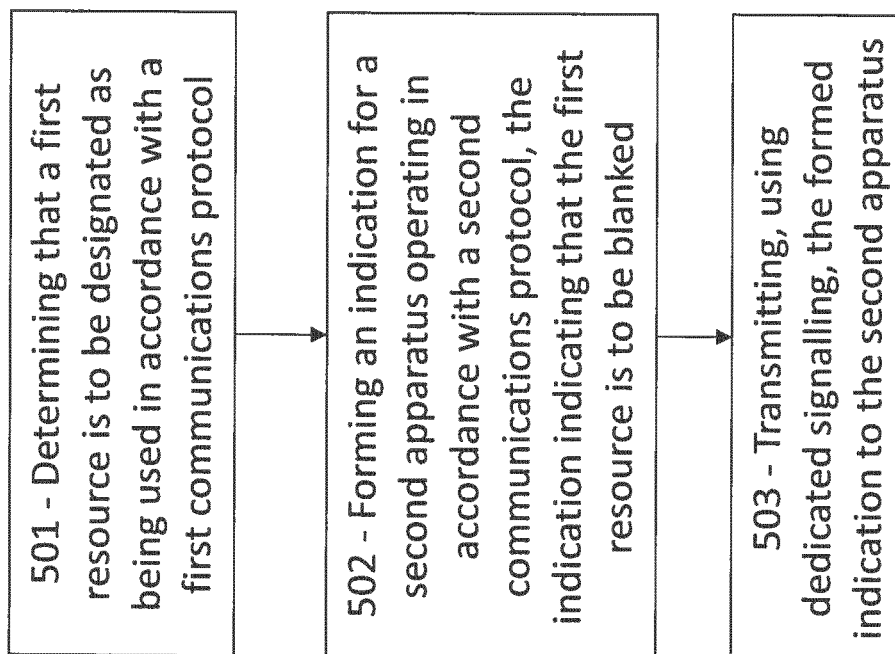 501 - Determining that a first
resource is to be designated as
being used in accordance with a
first communications protocol
502 - Forming an indication for a
second apparatus operating in
accordance with a second
communications protocol, the
indication indicating that the first
resource is to be blanked
503 - Transmitting, using
dedicated signalling, the formed
indication to the second apparatus